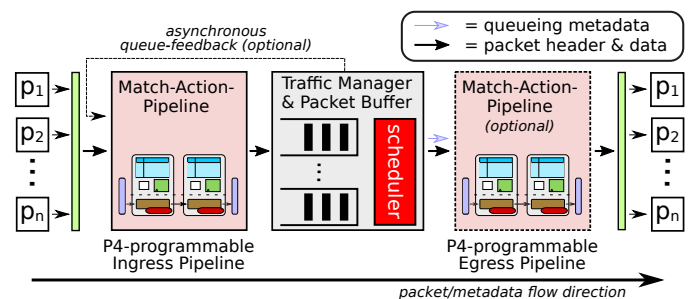 asynchronous
queue-feedback (optional)
= queueing metadata
= packet header & data
p1
p2
pn
Match-Action-
Pipeline
P4-programmable
Ingress Pipeline
Traffic Manager
& Packet Buffer
...
scheduler
Match-Action-
Pipeline
(optional)
P4-programmable
Egress Pipeline
p1
p2
pn
packet/metadata flow direction